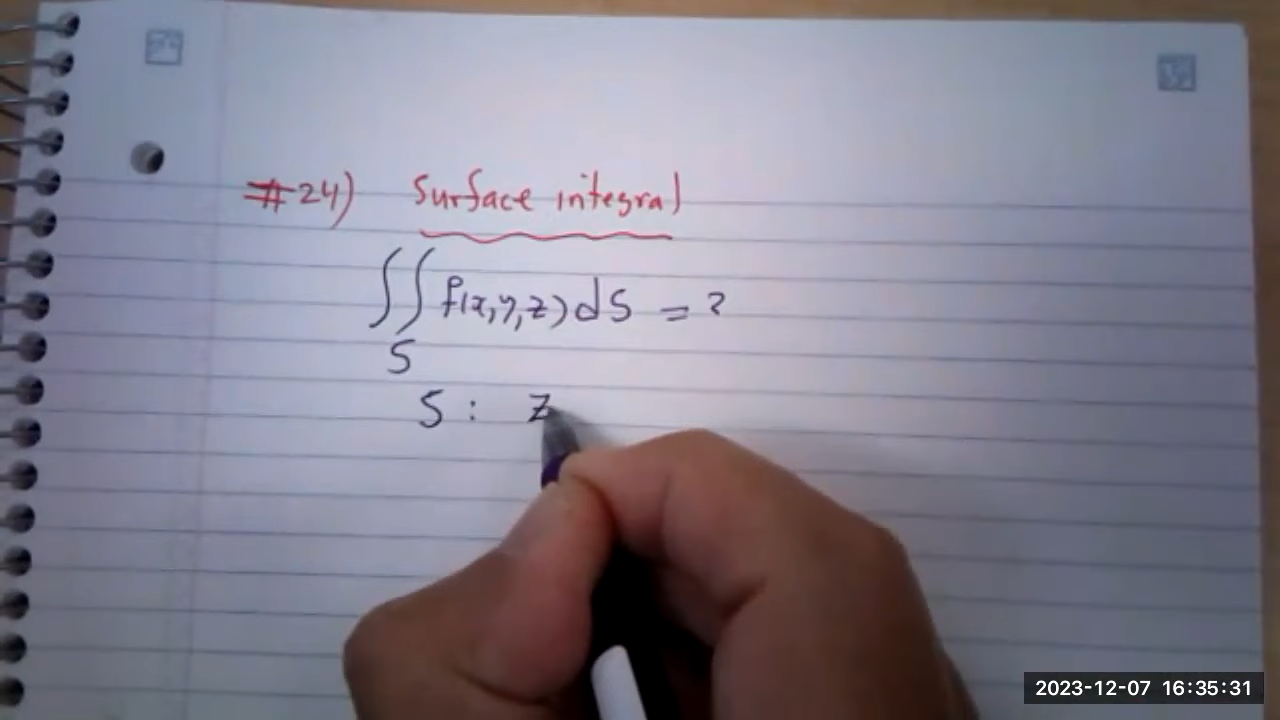 #24) Surface integral
∬ f(x,y,z) dS = ?
S
S : Z
2023-12-07 16:35:31